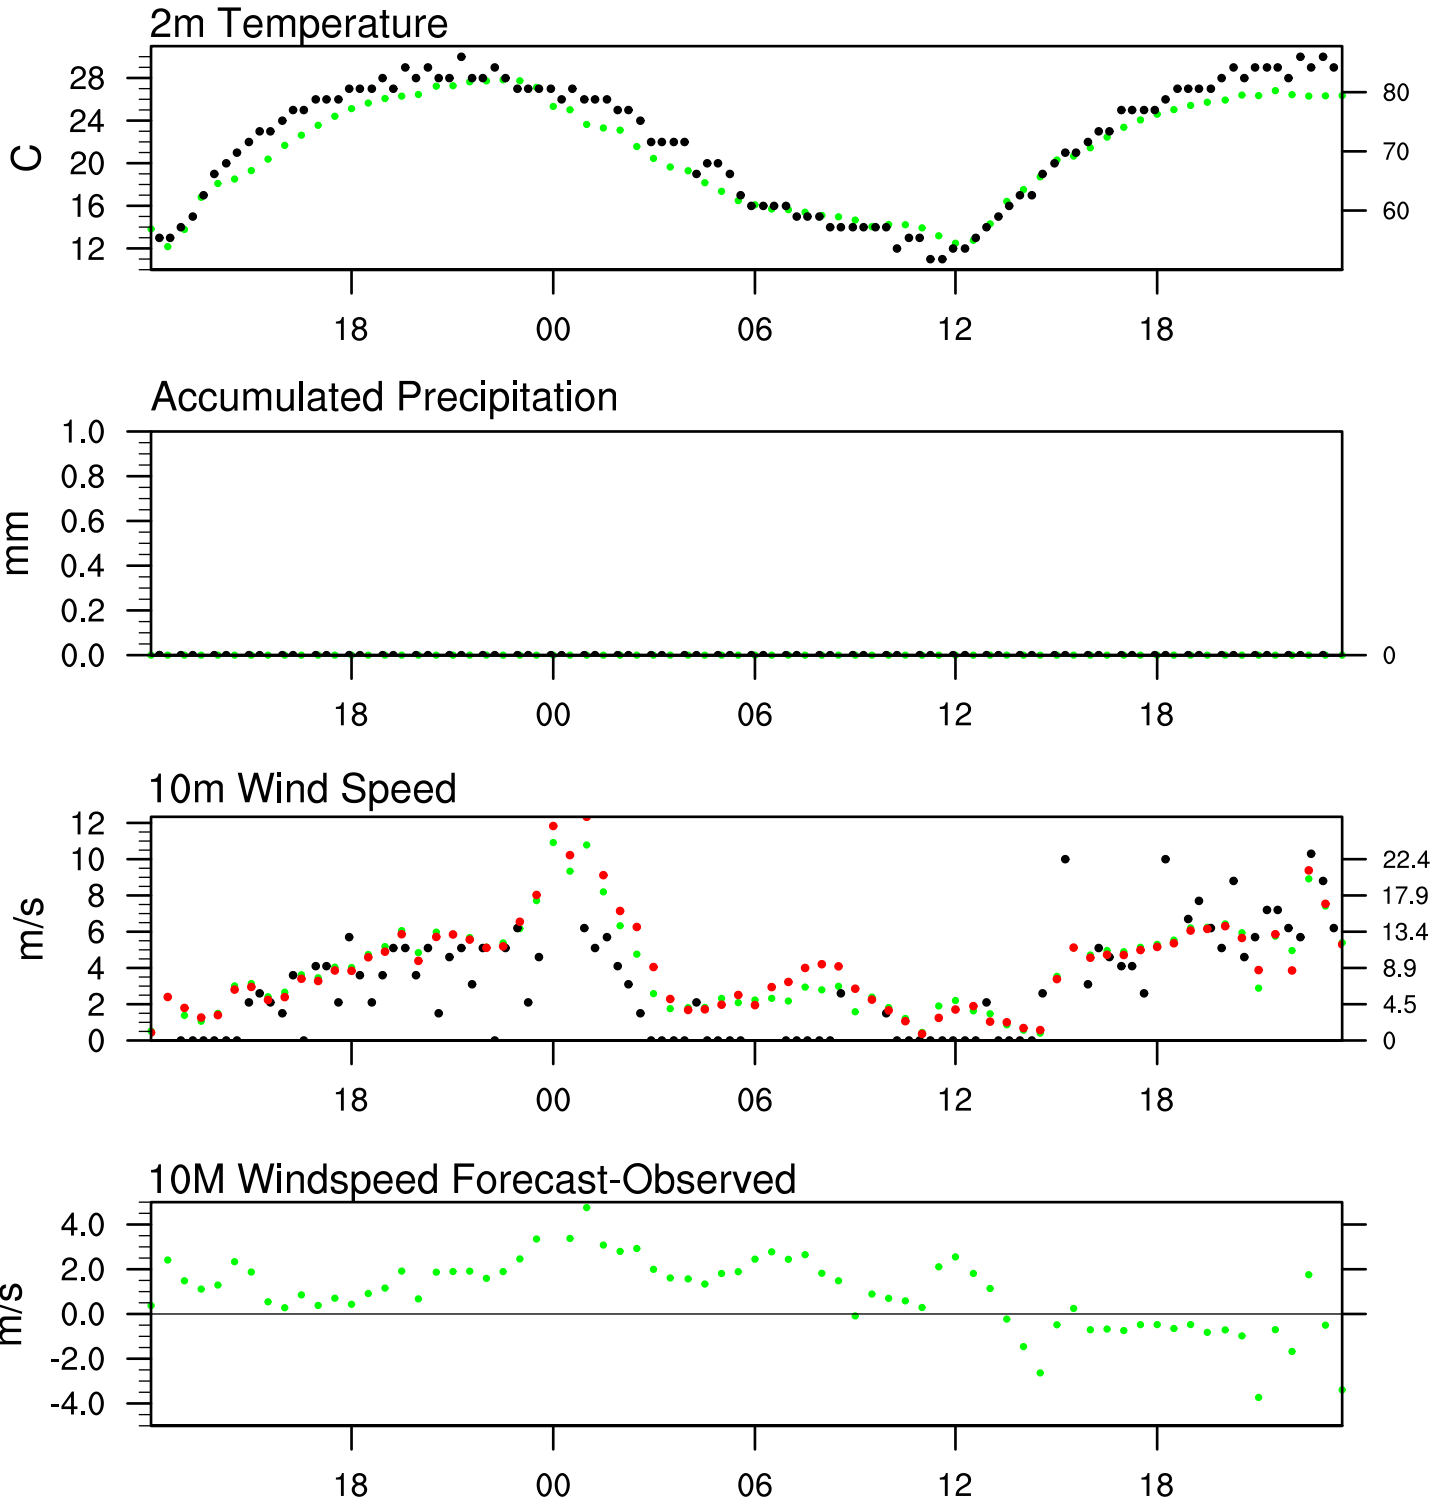 2m Temperature
C
28
24
20
16
12
80
70
60
18 00 06 12 18
Accumulated Precipitation
mm
1.0
0.8
0.6
0.4
0.2
0.0
0
18 00 06 12 18
10m Wind Speed
m/s
12
10
8
6
4
2
0
22.4
17.9
13.4
8.9
4.5
0
18 00 06 12 18
10M Windspeed Forecast-Observed
m/s
4.0
2.0
0.0
-2.0
-4.0
18 00 06 12 18